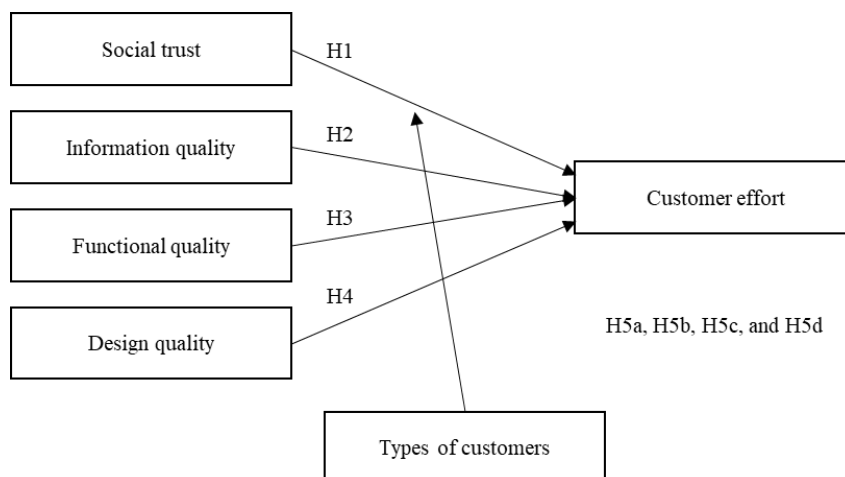 Social trust
H1
Information quality
H2
Customer effort
Functional quality
H3
H4
Design quality
H5a, H5b, H5c, and H5d
Types of customers